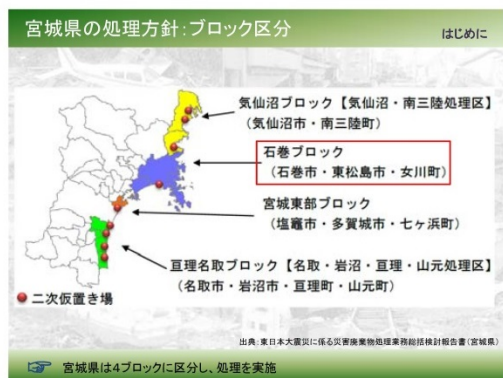 宮城県の処理方針:ブロック区分
はじめに
気仙沼ブロック【気仙沼・南三陸処理区】
(気仙沼市・南三陸町)
石巻ブロック
(石巻市・東松島市・女川町)
宮城東部ブロック
(塩竈市・多賀城市・七ヶ浜町)
亘理名取ブロック【名取・岩沼・亘理・山元処理区】
(名取市・岩沼市・亘理町・山元町)
二次仮置き場
出典:東日本大震災に係る災害廃棄物処理業務総括検討報告書(宮城県)
宮城県は4ブロックに区分し、処理を実施